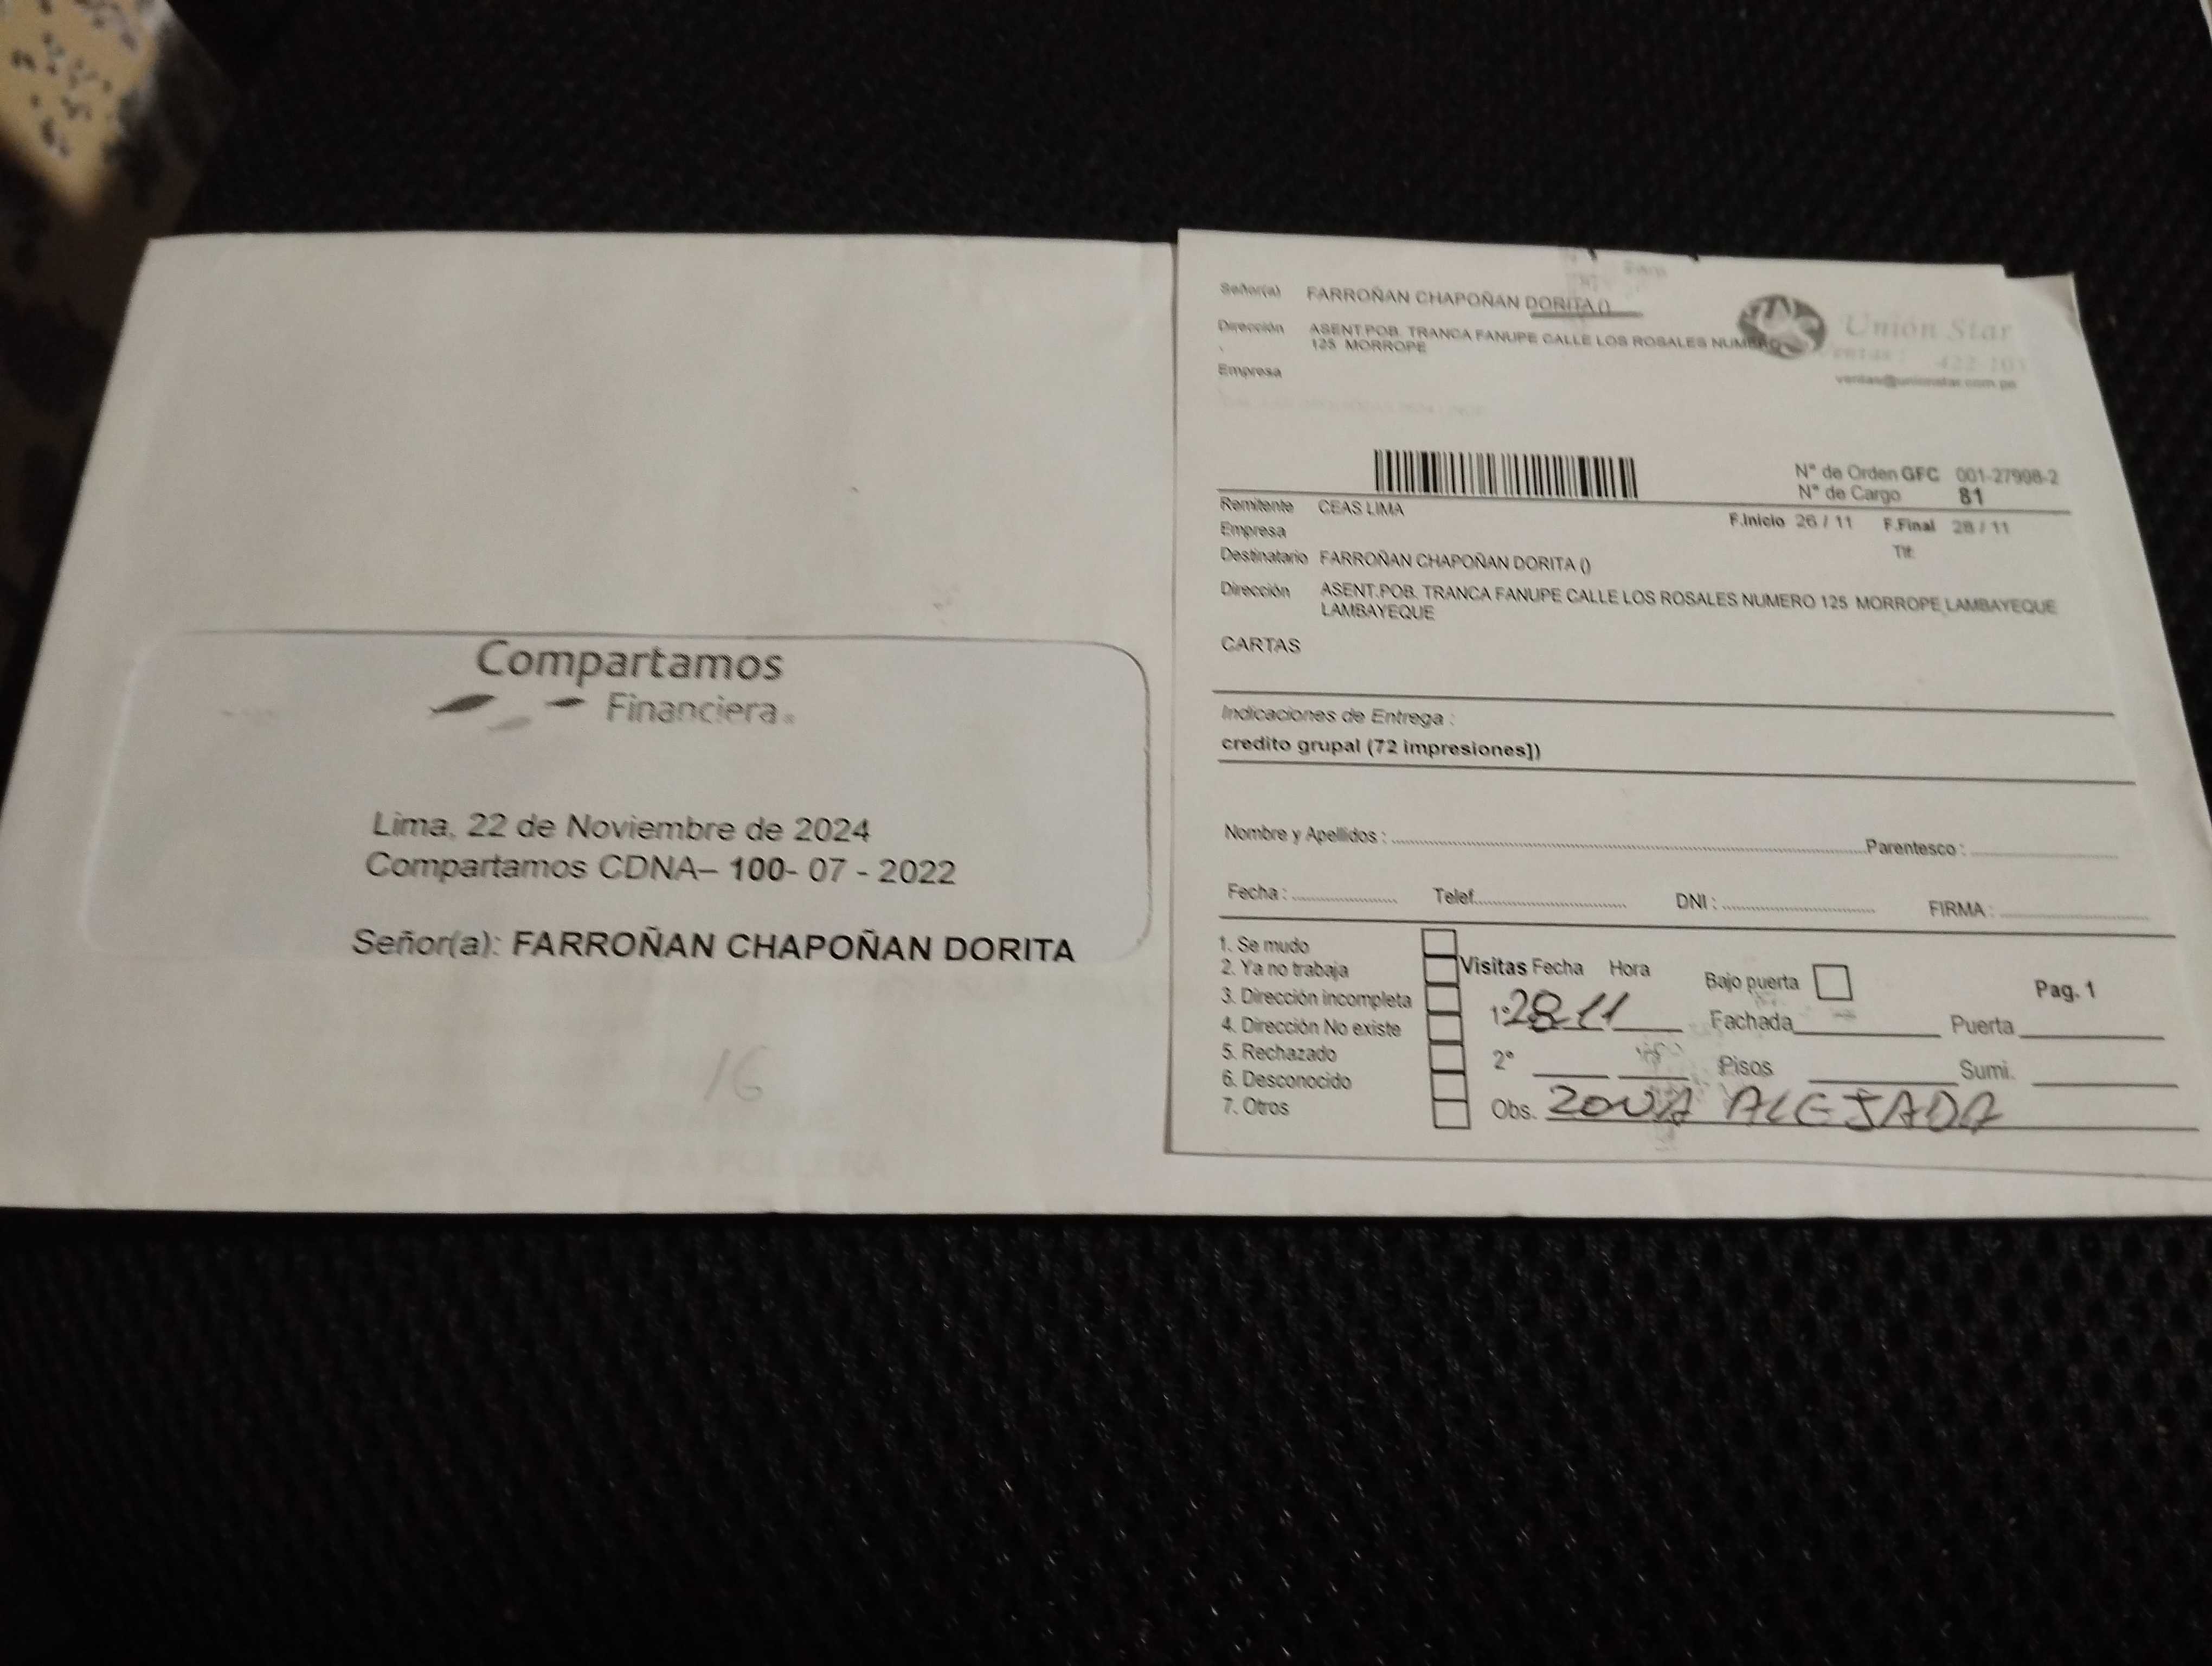 Compartamos
Financiera
Lima, 22 de Noviembre de 2024
Compartamos CDNA– 100- 07 - 2022
Señor(a): FARROÑAN CHAPOÑAN DORITA
16
Señor(a) FARROÑAN CHAPOÑAN DORITA ()
Dirección ASENT.POB. TRANCA FANUPE CALLE LOS ROSALES NUMERO
125 MORROPE
Empresa
Unión Star
ventas@unionstar.com.pe
N° de Orden GFC 001-27998-2
N° de Cargo 81
Remitente CEAS LIMA
Empresa
F.Inicio 26 / 11 F.Final 28 / 11
Destinatario FARROÑAN CHAPOÑAN DORITA ()
Tlf:
Dirección ASENT.POB. TRANCA FANUPE CALLE LOS ROSALES NUMERO 125 MORROPE,LAMBAYEQUE
LAMBAYEQUE
CARTAS
Indicaciones de Entrega :
credito grupal (72 impresiones])
Nombre y Apellidos : Parentesco :
Fecha : Telef. DNI : FIRMA :
1. Se mudo
2. Ya no trabaja
3. Dirección incompleta
4. Dirección No existe
5. Rechazado
6. Desconocido
7. Otros
Visitas Fecha Hora
1° 28 11
2°
Obs. ZONA ALEJADA
Bajo puerta
Pag. 1
Fachada Puerta
Pisos Sumi.